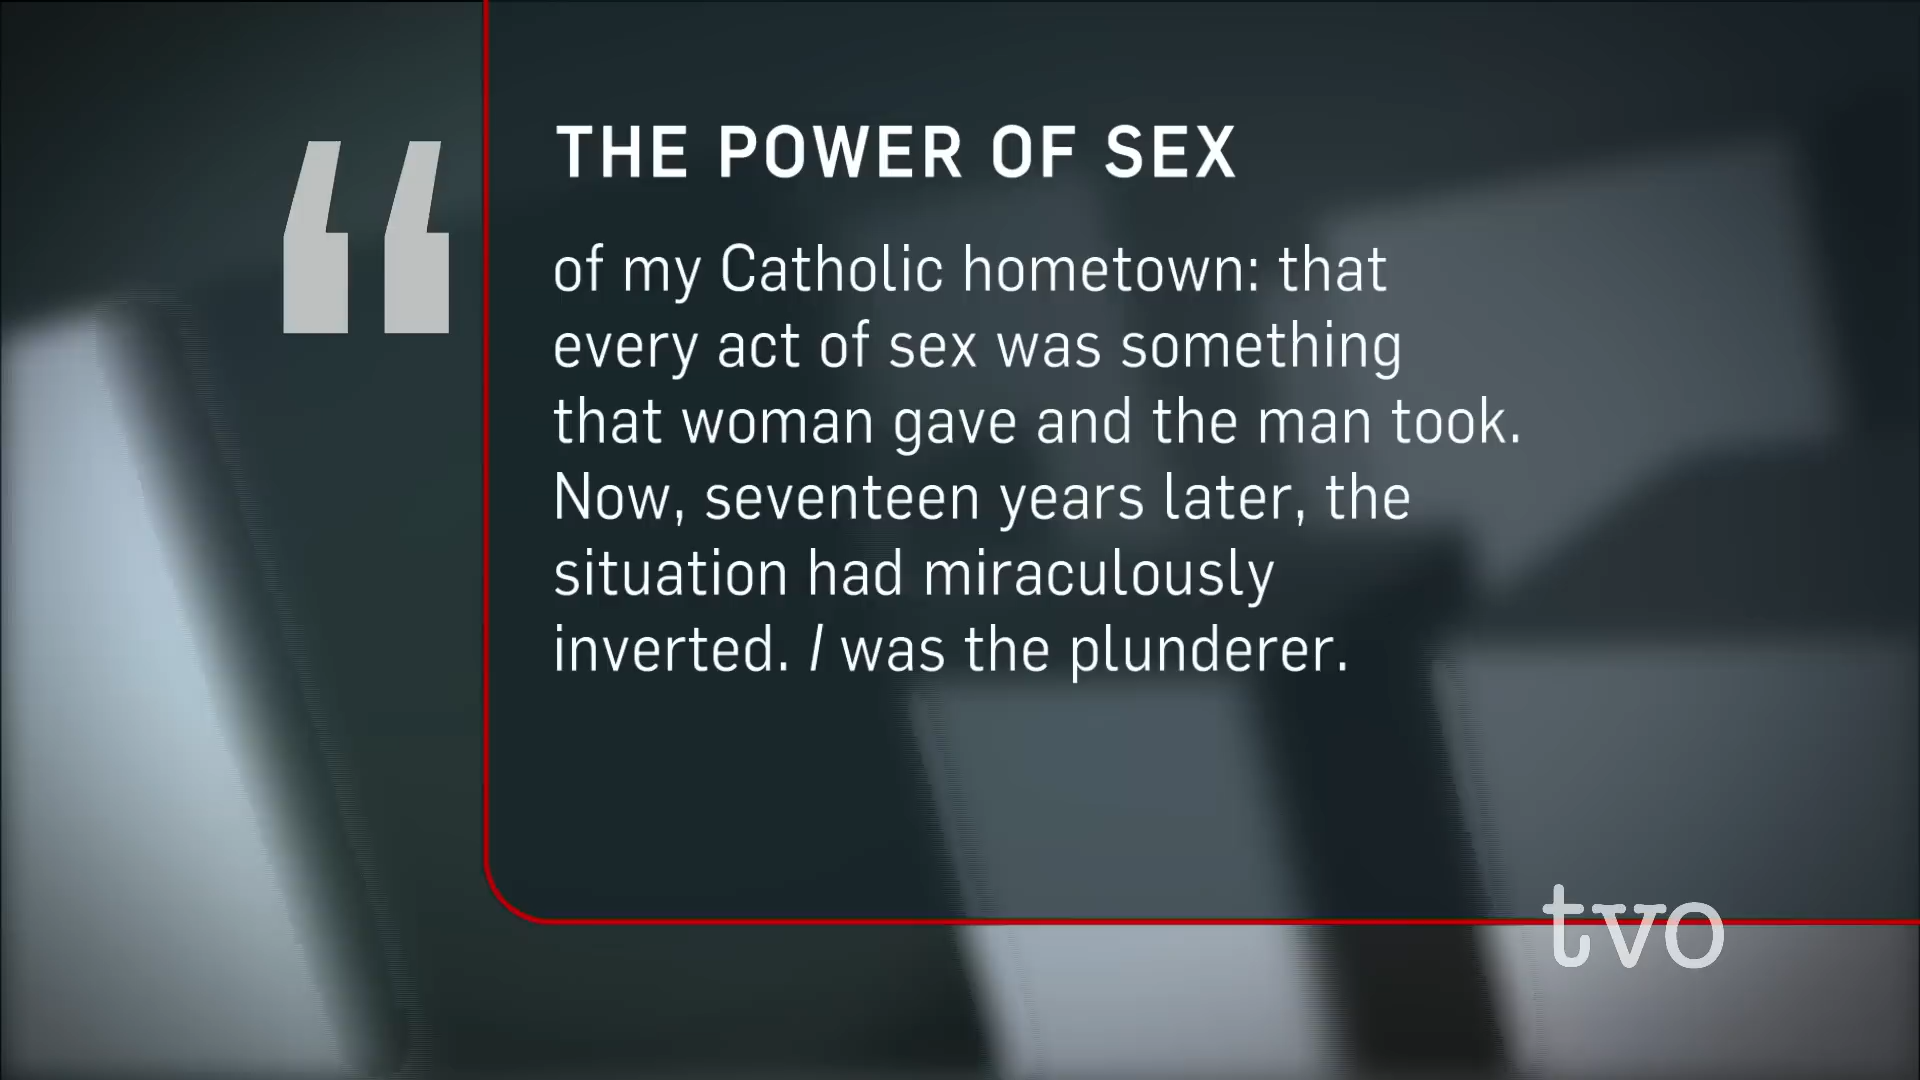 “
THE POWER OF SEX
of my Catholic hometown: that
every act of sex was something
that woman gave and the man took.
Now, seventeen years later, the
situation had miraculously
inverted. I was the plunderer.
tvo